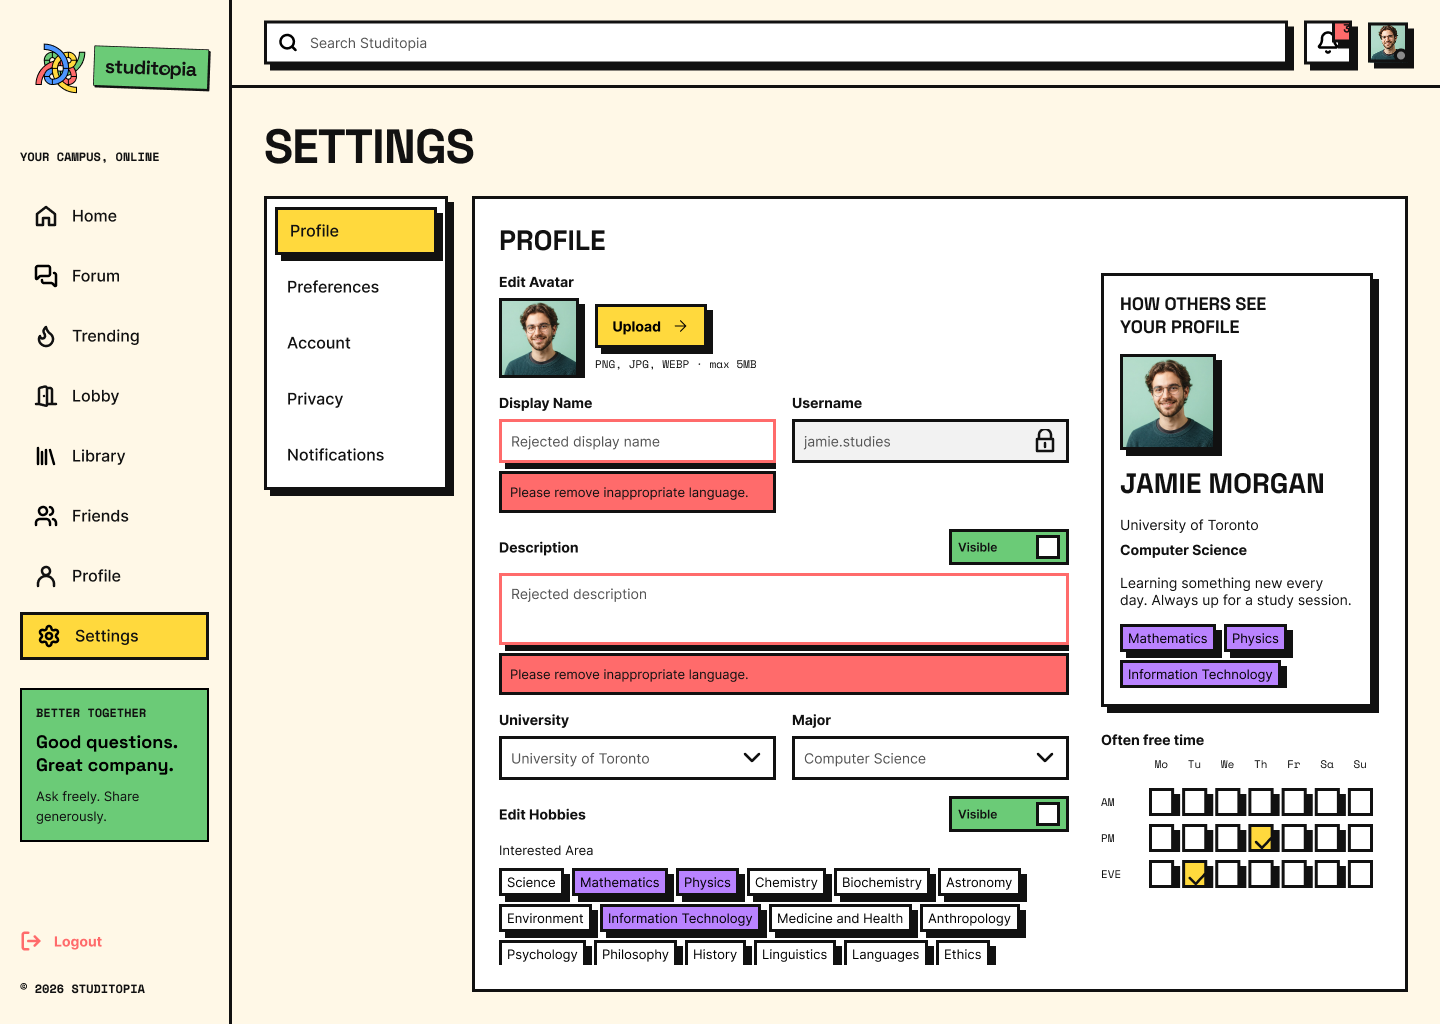 studitopia
YOUR CAMPUS, ONLINE
Home
Forum
Trending
Lobby
Library
Friends
Profile
Settings
BETTER TOGETHER
Good questions.
Great company.
Ask freely. Share
generously.
Logout
© 2026 STUDITOPIA
Search Studitopia
SETTINGS
Profile
Preferences
Account
Privacy
Notifications
PROFILE
Edit Avatar
Upload
PNG, JPG, WEBP · max 5MB
Display Name
Username
Rejected display name
jamie.studies
Please remove inappropriate language.
Description
Visible
Rejected description
Please remove inappropriate language.
University
Major
University of Toronto
Computer Science
Edit Hobbies
Visible
Interested Area
Science Mathematics Physics Chemistry Biochemistry Astronomy
Environment Information Technology Medicine and Health Anthropology
Psychology Philosophy History Linguistics Languages Ethics
HOW OTHERS SEE
YOUR PROFILE
JAMIE MORGAN
University of Toronto
Computer Science
Learning something new every
day. Always up for a study session.
Mathematics Physics
Information Technology
Often free time
Mo Tu We Th Fr Sa Su
AM
PM
EVE